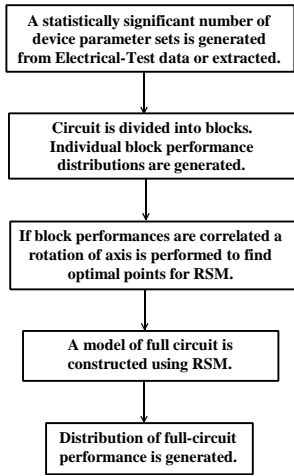 A statistically significant number of
device parameter sets is generated
from Electrical-Test data or extracted.
Circuit is divided into blocks.
Individual block performance
distributions are generated.
If block performances are correlated a
rotation of axis is performed to find
optimal points for RSM.
A model of full circuit is
constructed using RSM.
Distribution of full-circuit
performance is generated.